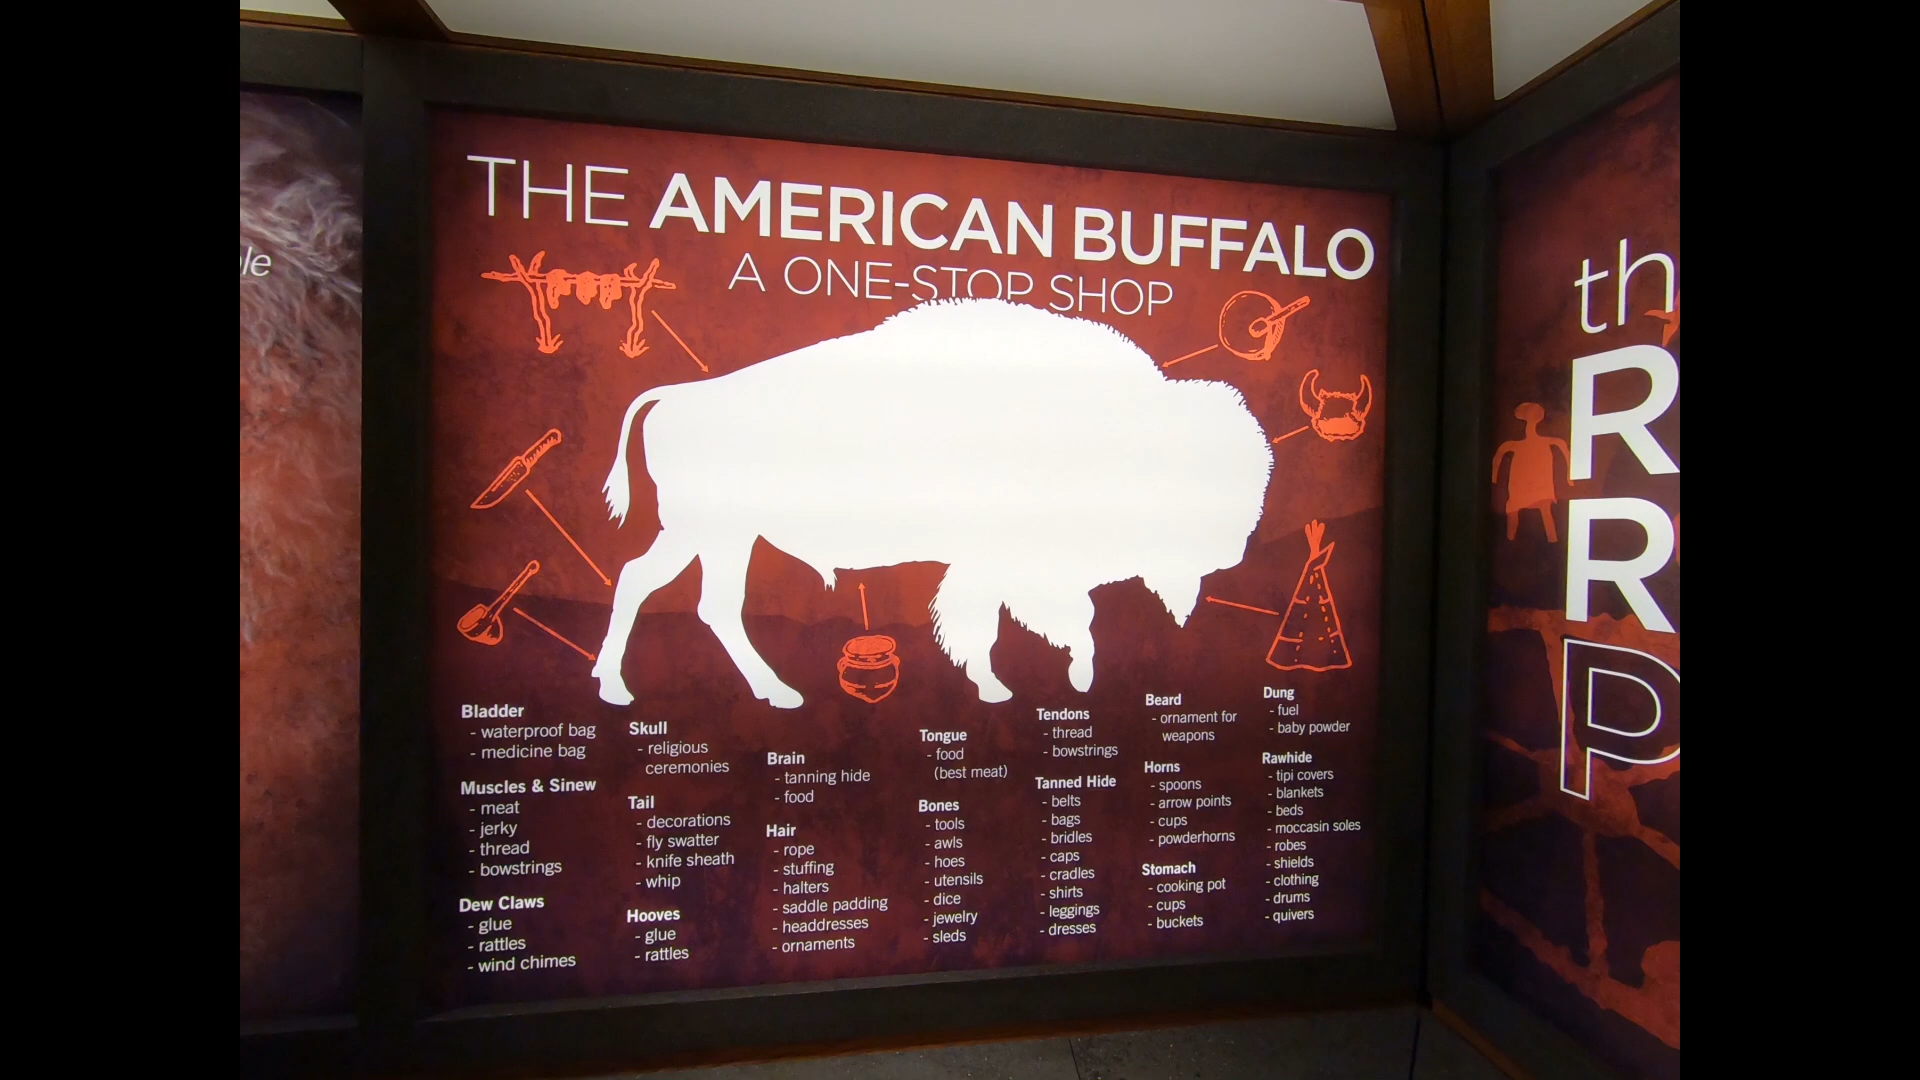 THE AMERICAN BUFFALO
A ONE-STOP SHOP
Bladder
- waterproof bag
- medicine bag
Muscles & Sinew
- meat
- jerky
- thread
- bowstrings
Dew Claws
- glue
- rattles
- wind chimes
Skull
- religious
ceremonies
Tail
- decorations
- fly swatter
- knife sheath
- whip
Hooves
- glue
- rattles
Brain
- tanning hide
- food
Hair
- rope
- stuffing
- halters
- saddle padding
- headdresses
- ornaments
Tongue
- food
(best meat)
Bones
- tools
- awls
- hoes
- utensils
- dice
- jewelry
- sleds
Tendons
- thread
- bowstrings
Tanned Hide
- belts
- bags
- bridles
- caps
- cradles
- shirts
- leggings
- dresses
Beard
- ornament for
weapons
Horns
- spoons
- arrow points
- cups
- powderhorns
Stomach
- cooking pot
- cups
- buckets
Dung
- fuel
- baby powder
Rawhide
- tipi covers
- blankets
- beds
- moccasin soles
- robes
- shields
- clothing
- drums
- quivers
th
R
R
P